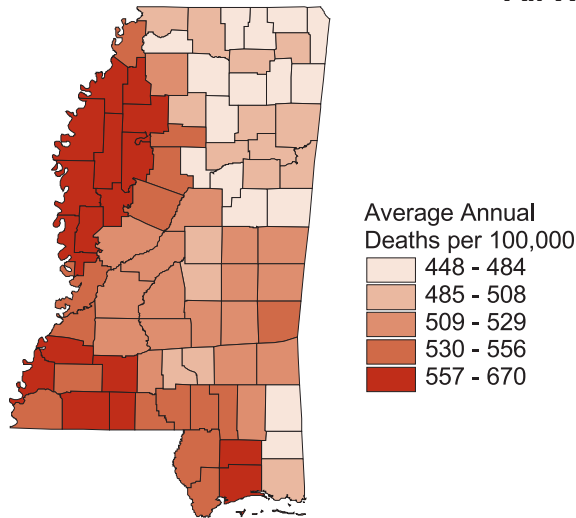 Average Annual
Deaths per 100,000
448 - 484
485 - 508
509 - 529
530 - 556
557 - 670